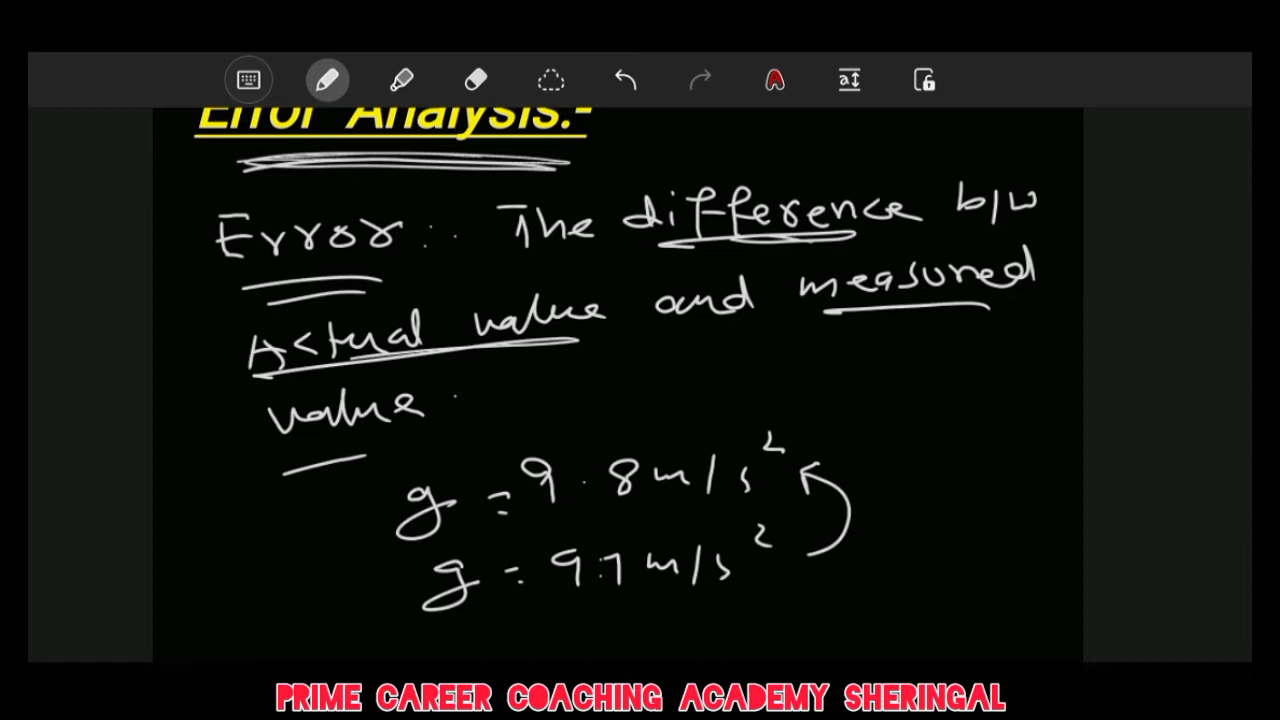 Error Analysis:-
Error:. The difference b/w
Actual value and measured
value.
g = 9.8 m/s²
g = 9.7 m/s²
PRIME CAREER COACHING ACADEMY SHERINGAL